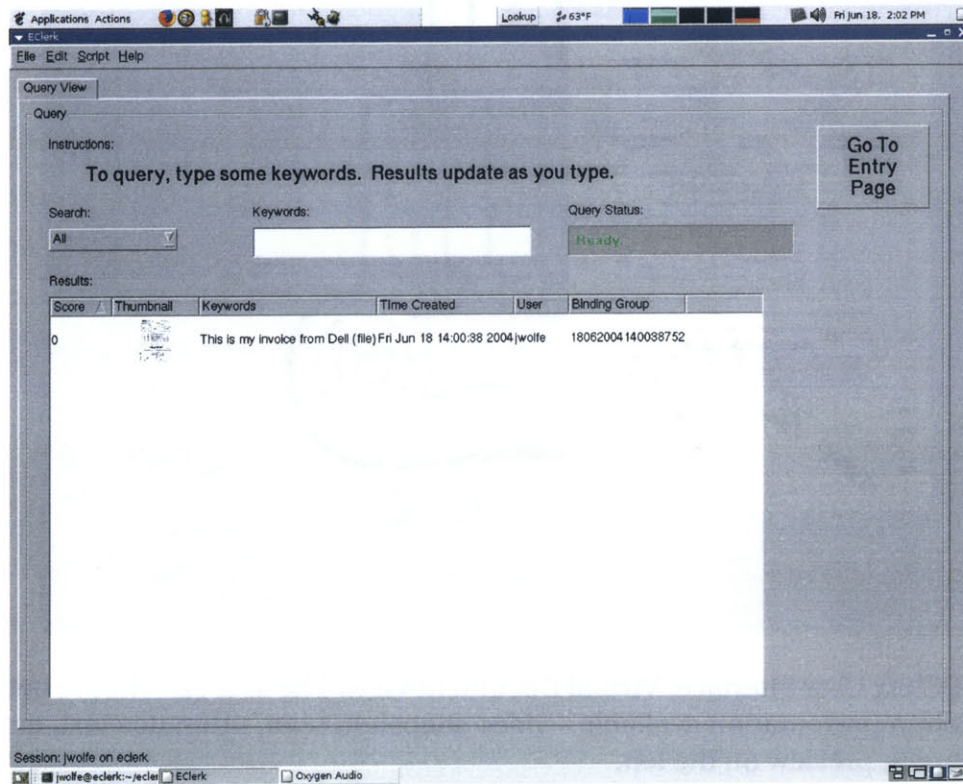 Applications Actions Lookup 63°F Fri Jun 18, 2:02 PM
EClerk
File Edit Script Help
Query View
Query
Instructions:
To query, type some keywords. Results update as you type.
Go To
Entry
Page
Search: Keywords: Query Status:
All Ready.
Results:
Score Thumbnail Keywords Time Created User Binding Group
0 This is my invoice from Dell (file) Fri Jun 18 14:00:38 2004 jwolfe 18062004140038752
Session: jwolfe on eclerk
jwolfe@eclerk:~/ecler EClerk Oxygen Audio